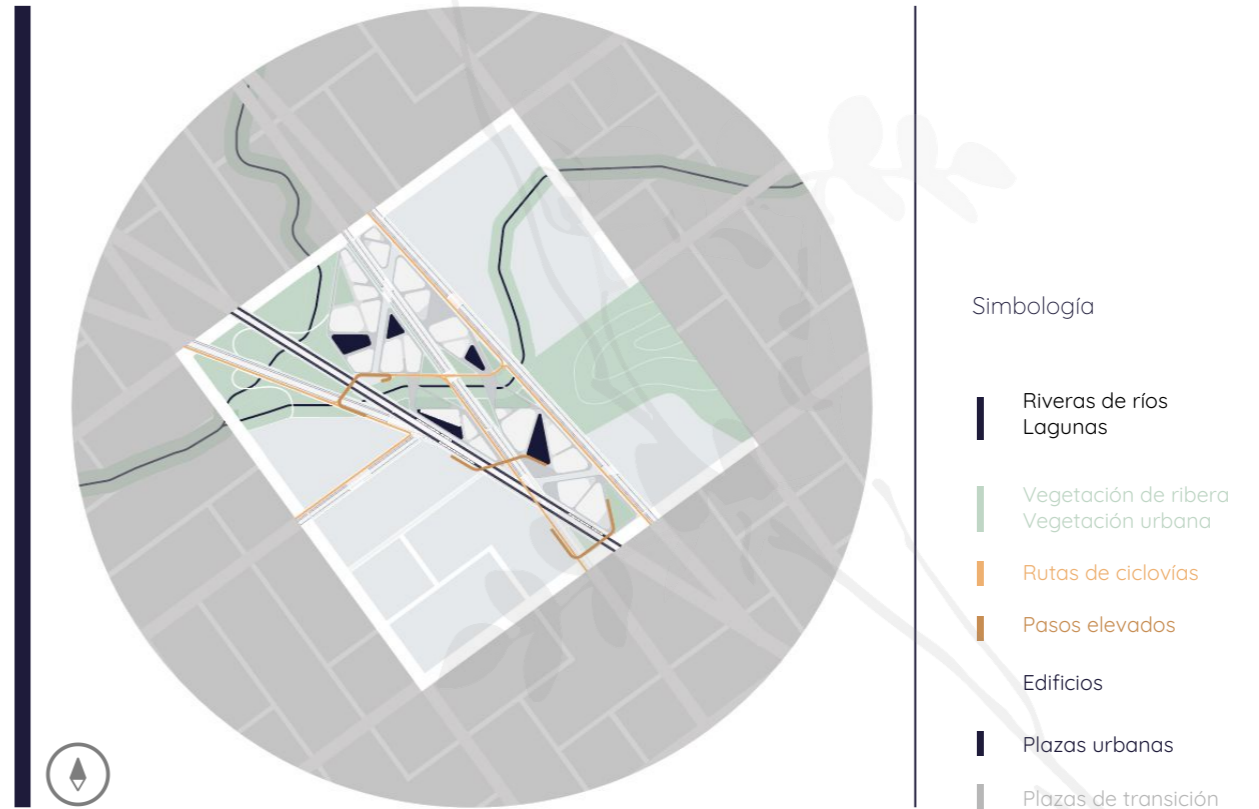 Simbología
Riveras de ríos
Lagunas
Vegetación de ribera
Vegetación urbana
Rutas de ciclovías
Pasos elevados
Edificios
Plazas urbanas
Plazas de transición